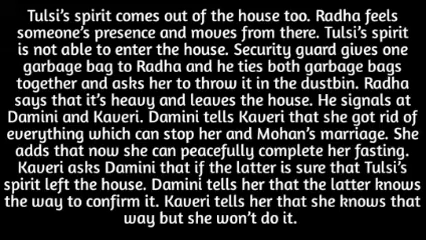 Tulsi's spirit comes out of the house too. Radha feels
someone's presence and moves from there. Tulsi's spirit
is not able to enter the house. Security guard gives one
garbage bag to Radha and he ties both garbage bags
together and asks her to throw it in the dustbin. Radha
says that it's heavy and leaves the house. He signals at
Damini and Kaveri. Damini tells Kaveri that she got rid of
everything which can stop her and Mohan's marriage. She
adds that now she can peacefully complete her fasting.
Kaveri asks Damini that if the latter is sure that Tulsi's
spirit left the house. Damini tells her that the latter knows
the way to confirm it. Kaveri tells her that she knows that
way but she won't do it.